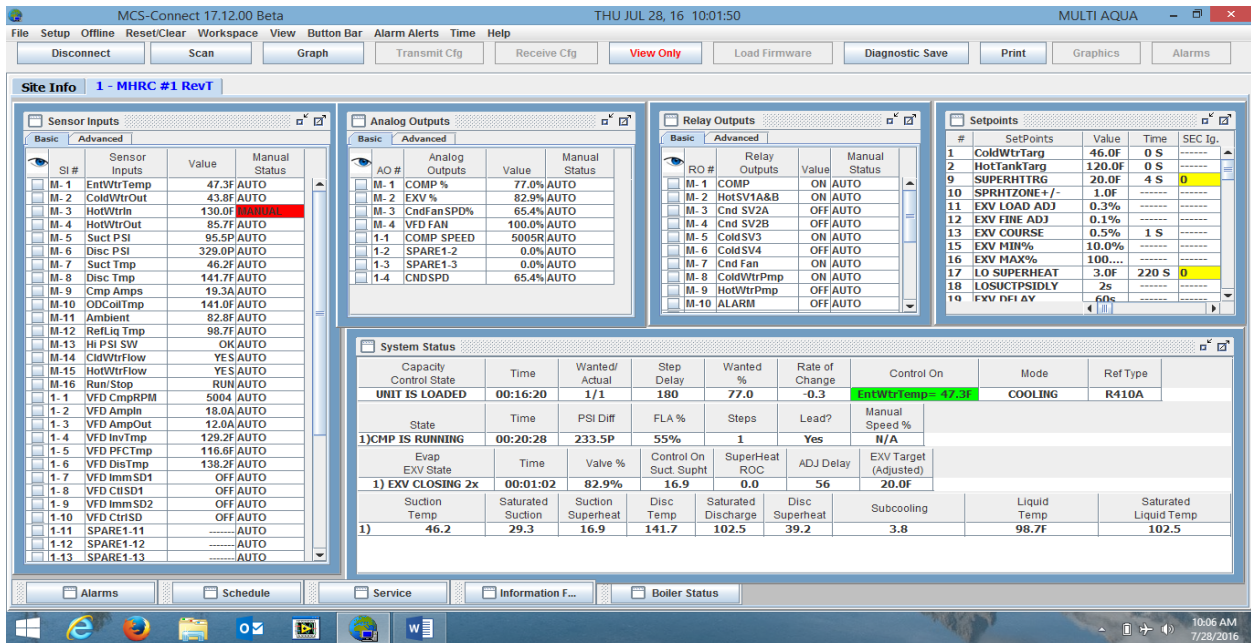 MCS-Connect 17.12.00 Beta THU JUL 28, 16 10:01:50 MULTI AQUA
File Setup Offline Reset/Clear Workspace View Button Bar Alarm Alerts Time Help
Disconnect Scan Graph Transmit Cfg Receive Cfg View Only Load Firmware Diagnostic Save Print Graphics Alarms
Site Info 1 - MHRC #1 RevT
Sensor Inputs
Basic Advanced
SI # Sensor Inputs Value Manual Status
M- 1 EntWtrTemp 47.3F AUTO
M- 2 ColdWtrOut 43.8F AUTO
M- 3 HotWtrIn 130.0F MANUAL
M- 4 HotWtrOut 85.7F AUTO
M- 5 Suct PSI 95.5P AUTO
M- 6 Disc PSI 329.0P AUTO
M- 7 Suct Tmp 46.2F AUTO
M- 8 Disc Tmp 141.7F AUTO
M- 9 Cmp Amps 19.3A AUTO
M-10 ODCoilTmp 141.0F AUTO
M-11 Ambient 82.8F AUTO
M-12 RefLiq Tmp 98.7F AUTO
M-13 Hi PSI SW OK AUTO
M-14 CldWtrFlow YES AUTO
M-15 HotWtrFlow YES AUTO
M-16 Run/Stop RUN AUTO
1- 1 VFD CmpRPM 5004 AUTO
1- 2 VFD AmpIn 18.0A AUTO
1- 3 VFD AmpOut 12.0A AUTO
1- 4 VFD InvTmp 129.2F AUTO
1- 5 VFD PFCTmp 116.6F AUTO
1- 6 VFD DisTmp 138.2F AUTO
1- 7 VFD ImmSD1 OFF AUTO
1- 8 VFD CtlSD1 OFF AUTO
1- 9 VFD ImmSD2 OFF AUTO
1-10 VFD CtrlSD OFF AUTO
1-11 SPARE1-11 ------- AUTO
1-12 SPARE1-12 ------- AUTO
1-13 SPARE1-13 ------- AUTO
Analog Outputs
Basic Advanced
AO # Analog Outputs Value Manual Status
M- 1 COMP % 77.0% AUTO
M- 2 EXV % 82.9% AUTO
M- 3 CndFanSPD% 65.4% AUTO
M- 4 VFD FAN 100.0% AUTO
1-1 COMP SPEED 5005R AUTO
1-2 SPARE1-2 0.0% AUTO
1-3 SPARE1-3 0.0% AUTO
1-4 CNDSPD 65.4% AUTO
Relay Outputs
Basic Advanced
RO # Relay Outputs Value Manual Status
M- 1 COMP ON AUTO
M- 2 HotSV1A&B ON AUTO
M- 3 Cnd SV2A OFF AUTO
M- 4 Cnd SV2B OFF AUTO
M- 5 ColdSV3 ON AUTO
M- 6 ColdSV4 OFF AUTO
M- 7 Cnd Fan ON AUTO
M- 8 ColdWtrPmp ON AUTO
M- 9 HotWtrPmp OFF AUTO
M-10 ALARM OFF AUTO
Setpoints
# SetPoints Value Time SEC Ig.
1 ColdWtrTarg 46.0F 0 S ------
2 HotTankTarg 120.0F 0 S ------
9 SUPERHTTRG 20.0F 4 S 0
10 SPRHTZONE+/- 1.0F ------ ------
11 EXV LOAD ADJ 0.3% ------ ------
12 EXV FINE ADJ 0.1% ------ ------
13 EXV COURSE 0.5% 1 S ------
15 EXV MIN% 10.0% ------ ------
16 EXV MAX% 100.... ------ ------
17 LO SUPERHEAT 3.0F 220 S 0
18 LOSUCTPSIDLY 2s ------ ------
19 EXV DELAY 60s ------ ------
System Status
Capacity Control State Time Wanted/ Actual Step Delay Wanted % Rate of Change Control On Mode Ref Type
UNIT IS LOADED 00:16:20 1/1 180 77.0 -0.3 EntWtrTemp= 47.3F COOLING R410A
State Time PSI Diff FLA % Steps Lead? Manual Speed %
1)CMP IS RUNNING 00:20:28 233.5P 55% 1 Yes N/A
Evap EXV State Time Valve % Control On Suct. Supht SuperHeat ROC ADJ Delay EXV Target (Adjusted)
1) EXV CLOSING 2x 00:01:02 82.9% 16.9 0.0 56 20.0F
Suction Temp Saturated Suction Suction Superheat Disc Temp Saturated Discharge Disc Superheat Subcooling Liquid Temp Saturated Liquid Temp
1) 46.2 29.3 16.9 141.7 102.5 39.2 3.8 98.7F 102.5
Alarms Schedule Service Information F... Boiler Status
10:06 AM
7/28/2016